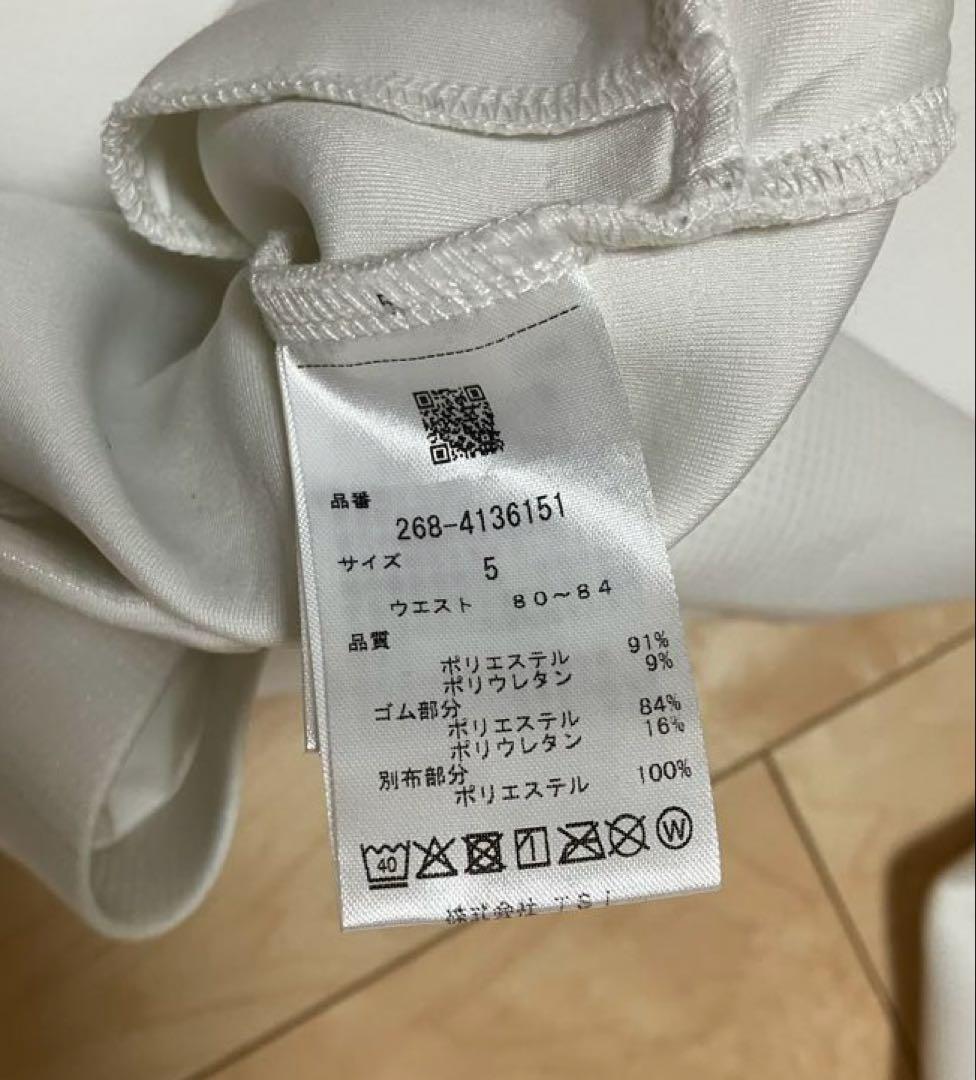 品番
268-4136151
サイズ 5
ウエスト 80~84
品質
ポリエステル 91%
ポリウレタン 9%
ゴム部分
ポリエステル 84%
ポリウレタン 16%
別布部分
ポリエステル 100%
40 W
株式会社 TSI